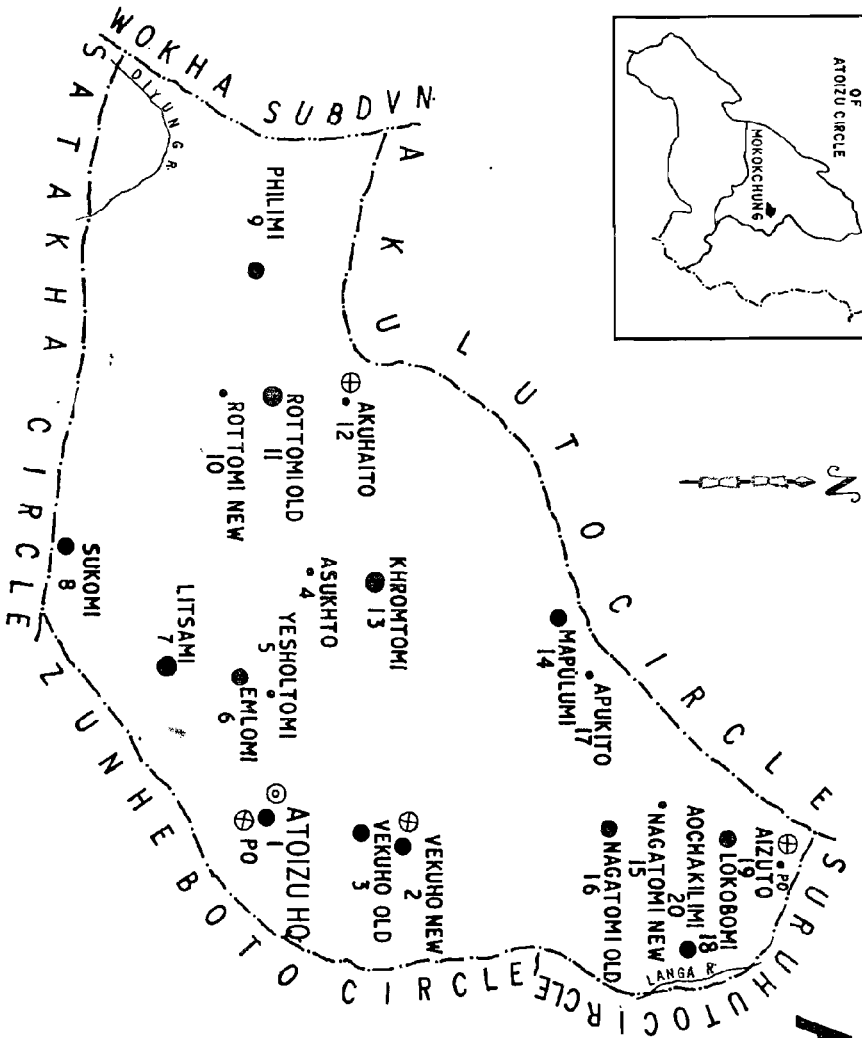 OF
ATOIZU CIRCLE
MOKOKCHUNG
N
WOKHA SUBDVN.
AKULUTO CIRCLE
SURUHUTO CIRCLE
ZUNHEBOTO CIRCLE
SATAKHA CIRCLE
DIYUNG R.
LANGA R.
PO
AIZUTO
19
LOKOBOMI
18
AOCHAKILIMI
20
NAGATOMI NEW
15
NAGATOMI OLD
16
APUKITO
17
MAPULUMI
14
YEKUHO NEW
2
YEKUHO OLD
3
ATOIZU HQ
1
PO
KHROMTOMI
13
ASUKHTO
4
YESHOLTOMI
5
EMLOMI
6
LITSAMI
7
SUKOMI
8
AKUHAITO
12
ROTTOMI OLD
11
ROTTOMI NEW
10
PHILIMI
9